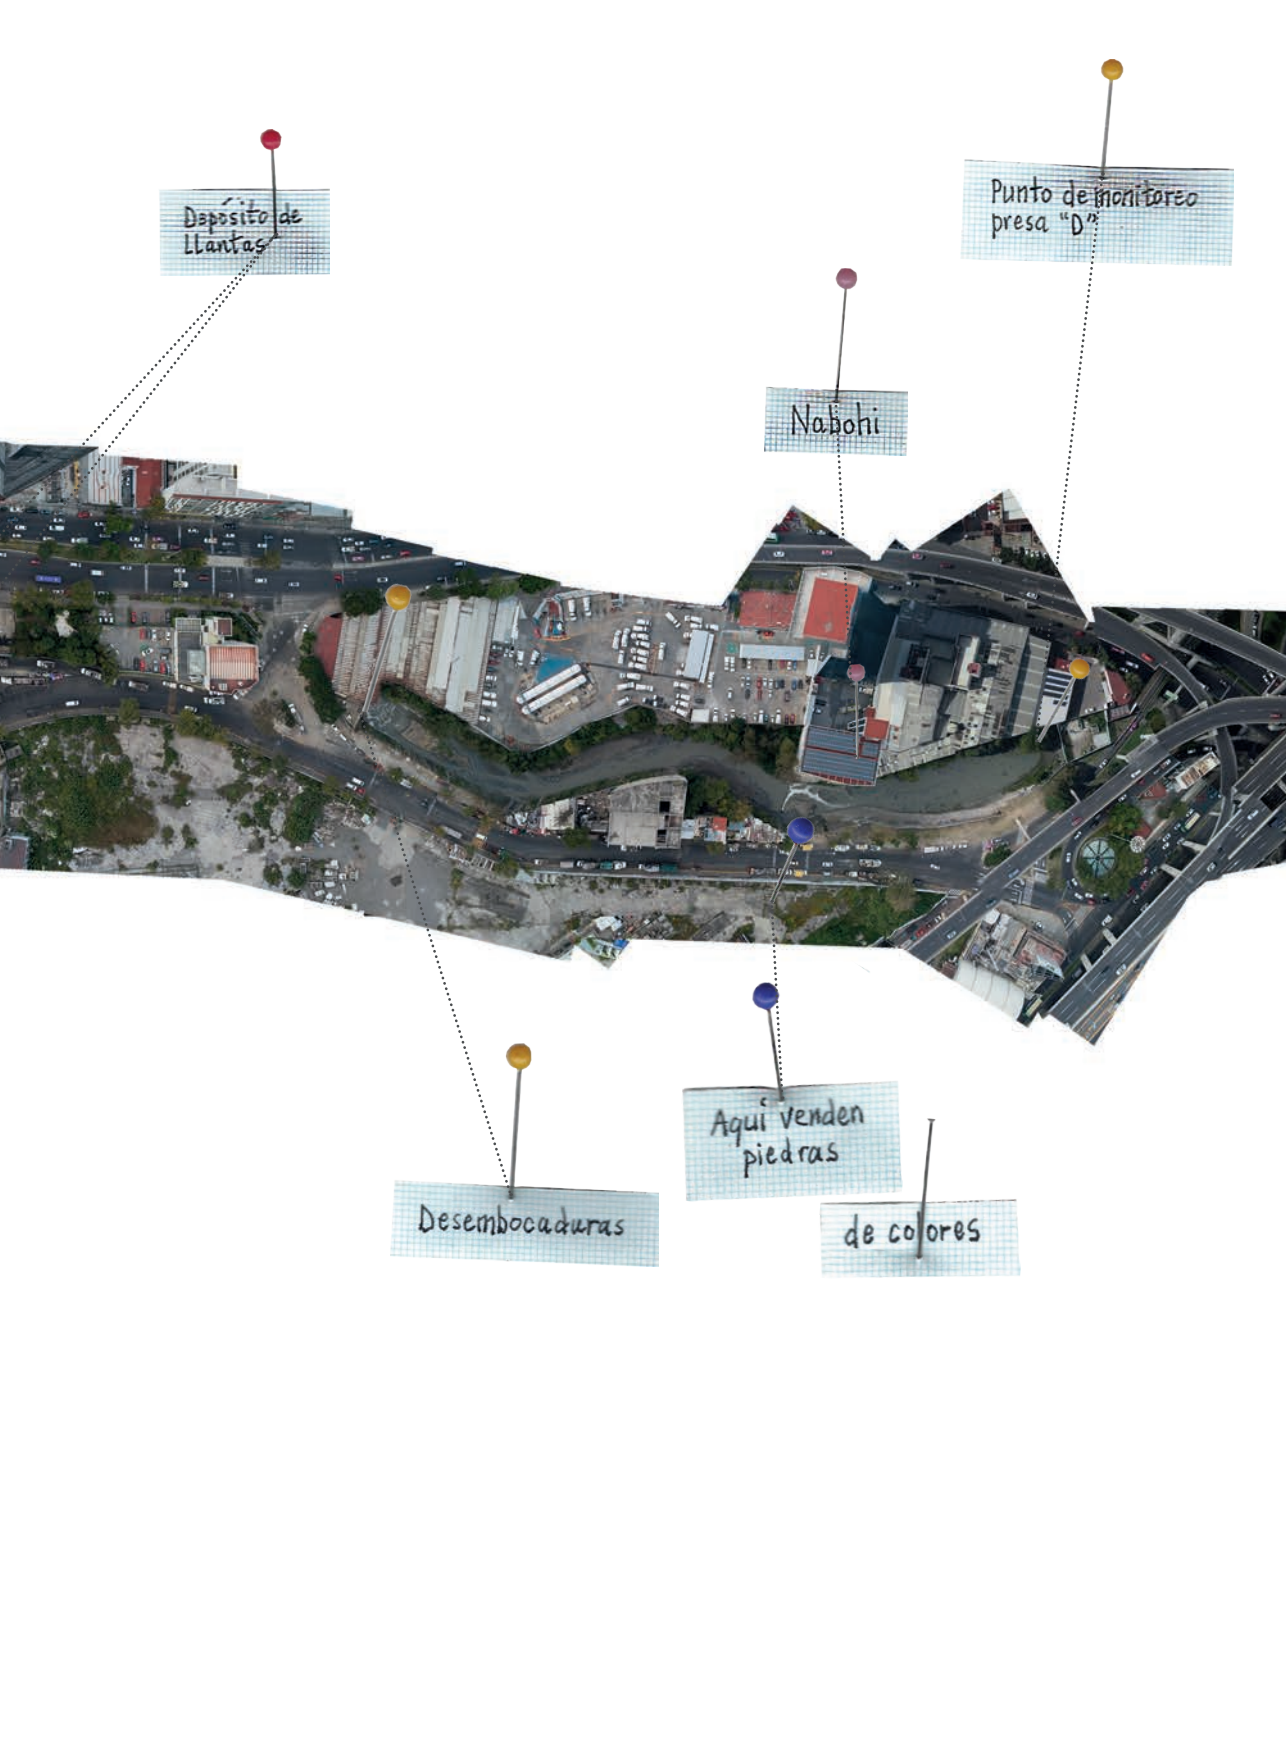 Depósito de
LLantas
Punto de monitoreo
presa "D"
Nabohi
Aquí venden
piedras
de colores
Desembocaduras